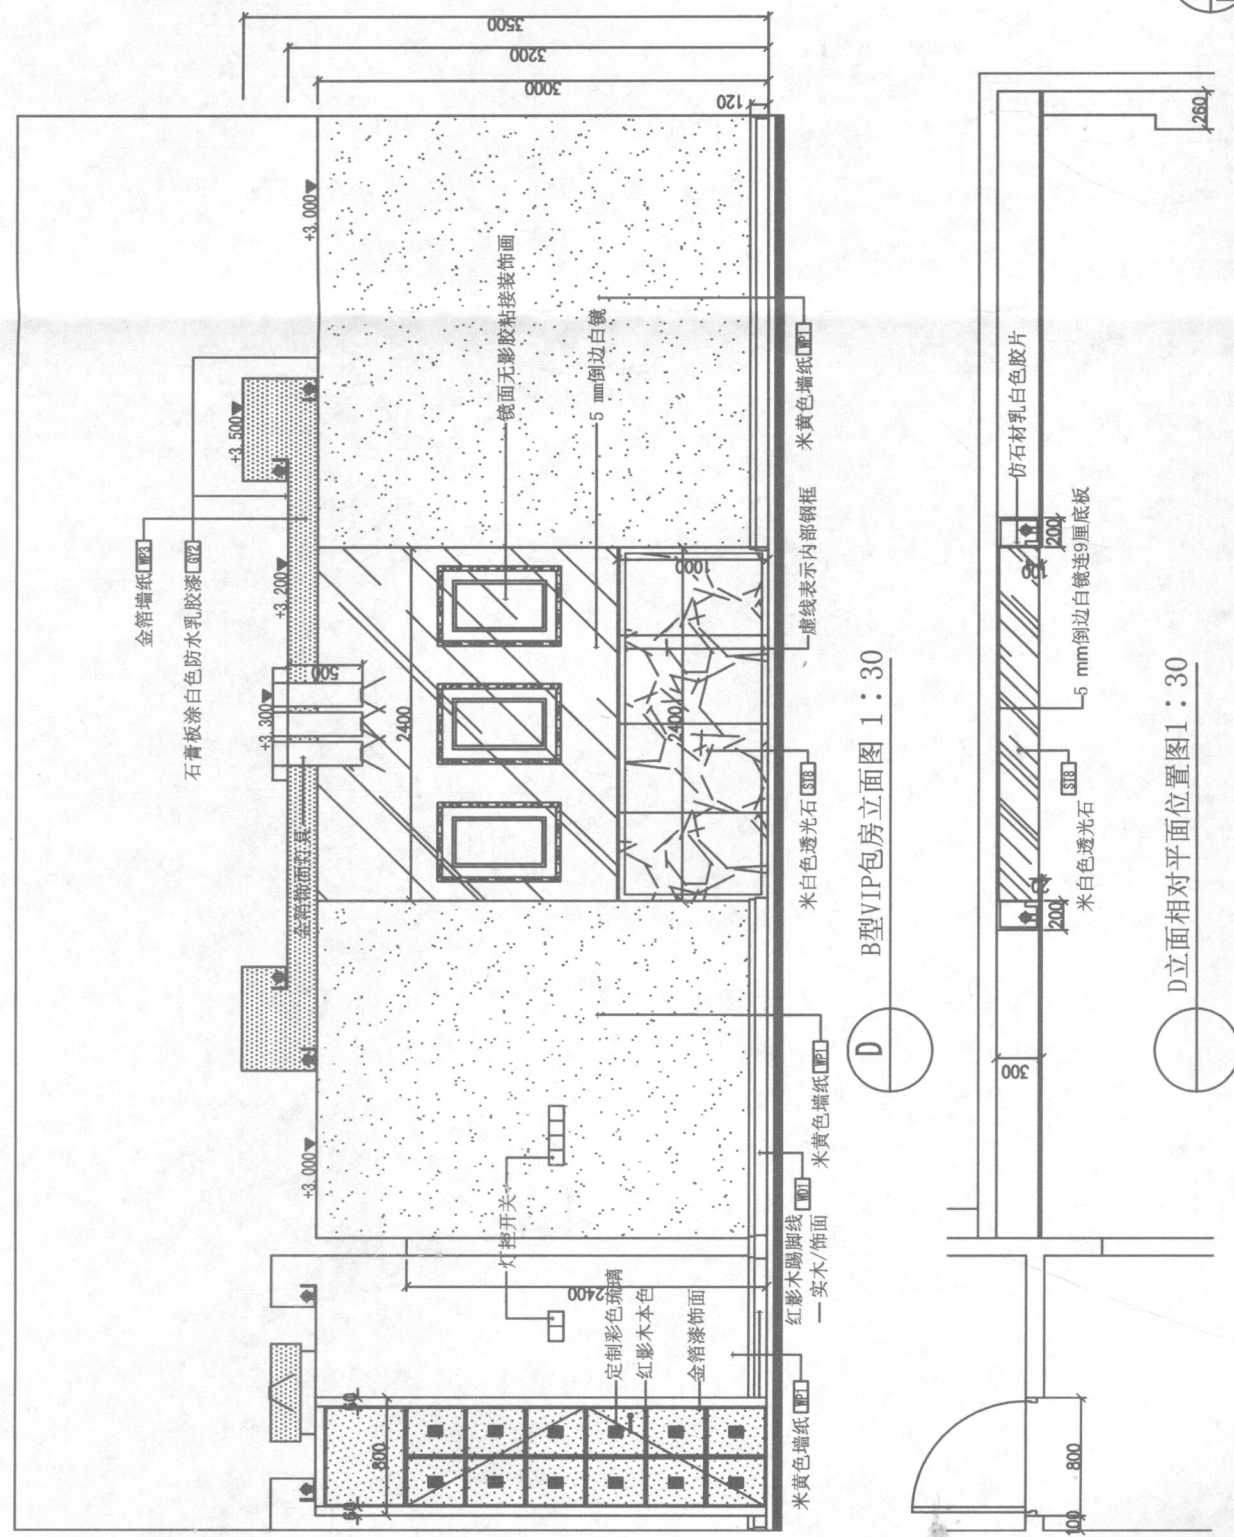 金箔墙纸 WP3
石膏板涂白色防水乳胶漆 GY2
+3.500
+3.300
+3.200
+3.000
+3.000
500
2400
镜面无影胶粘接装饰画
5 mm倒边白镜
灯控开关
定制彩色琉璃
红影木本色
金箔漆饰面
60
800
60
2400
2400
1000
3500
3200
3000
120
米黄色墙纸 WP1
红影木踢脚线 WD1
实木/饰面
米黄色墙纸 WP1
米白色透光石 ST8
虚线表示内部钢框
米黄色墙纸 WP1
D
B型VIP包房立面图 1：30
仿石材乳白色胶片
5 mm倒边白镜连9厘底板
米白色透光石 ST8
100
800
300
200
200
260
D立面相对平面位置图1：30